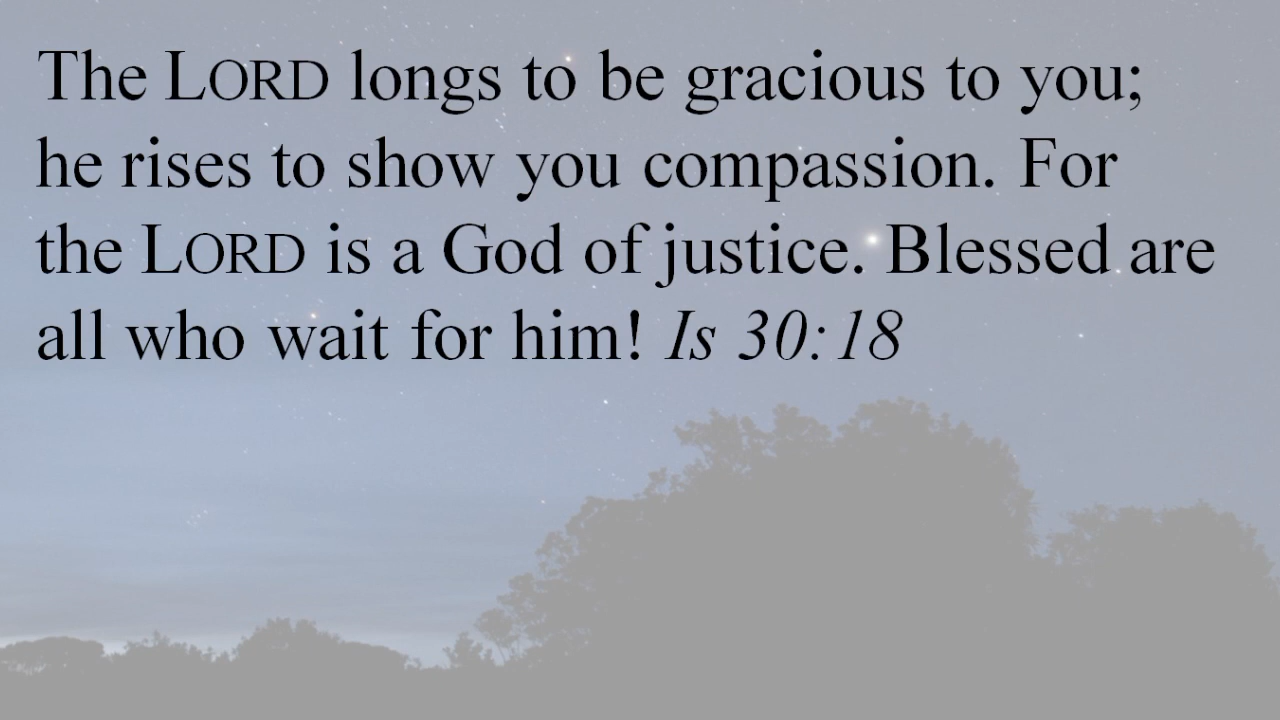 The LORD longs to be gracious to you;
he rises to show you compassion. For
the LORD is a God of justice. Blessed are
all who wait for him! Is 30:18